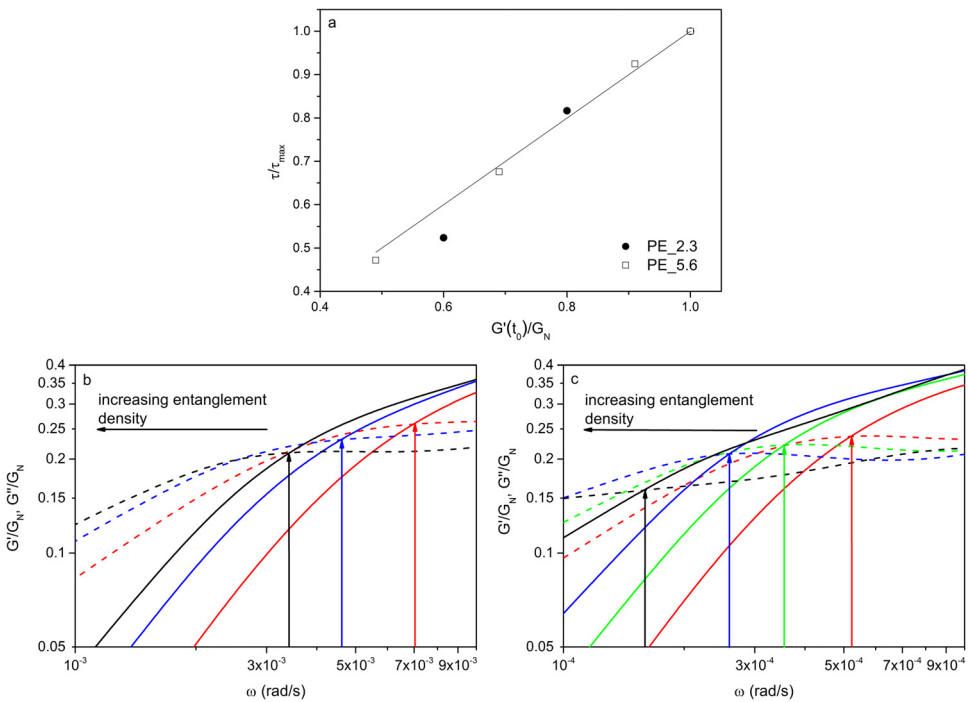 a
τ/τmax
1.0
0.9
0.8
0.7
0.6
0.5
0.4
PE_2.3
PE_5.6
0.4 0.6 0.8 1.0
G'(t0)/GN
b
increasing entanglement
density
G'/GN, G''/GN
0.4
0.35
0.3
0.25
0.2
0.15
0.1
0.05
10⁻³ 3x10⁻³ 5x10⁻³ 7x10⁻³ 9x10⁻³
ω (rad/s)
c
increasing entanglement
density
G'/GN, G''/GN
0.4
0.35
0.3
0.25
0.2
0.15
0.1
0.05
10⁻⁴ 3x10⁻⁴ 5x10⁻⁴ 7x10⁻⁴ 9x10⁻⁴
ω (rad/s)